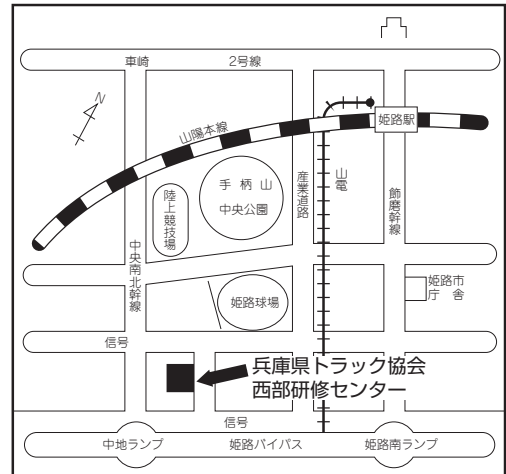 車崎
2号線
N
山陽本線
姫路駅
手柄山
中央公園
陸上競技場
産業道路
山電
飾磨幹線
中央南北幹線
姫路球場
姫路市
庁舎
信号
兵庫県トラック協会
西部研修センター
信号
中地ランプ
姫路バイパス
姫路南ランプ